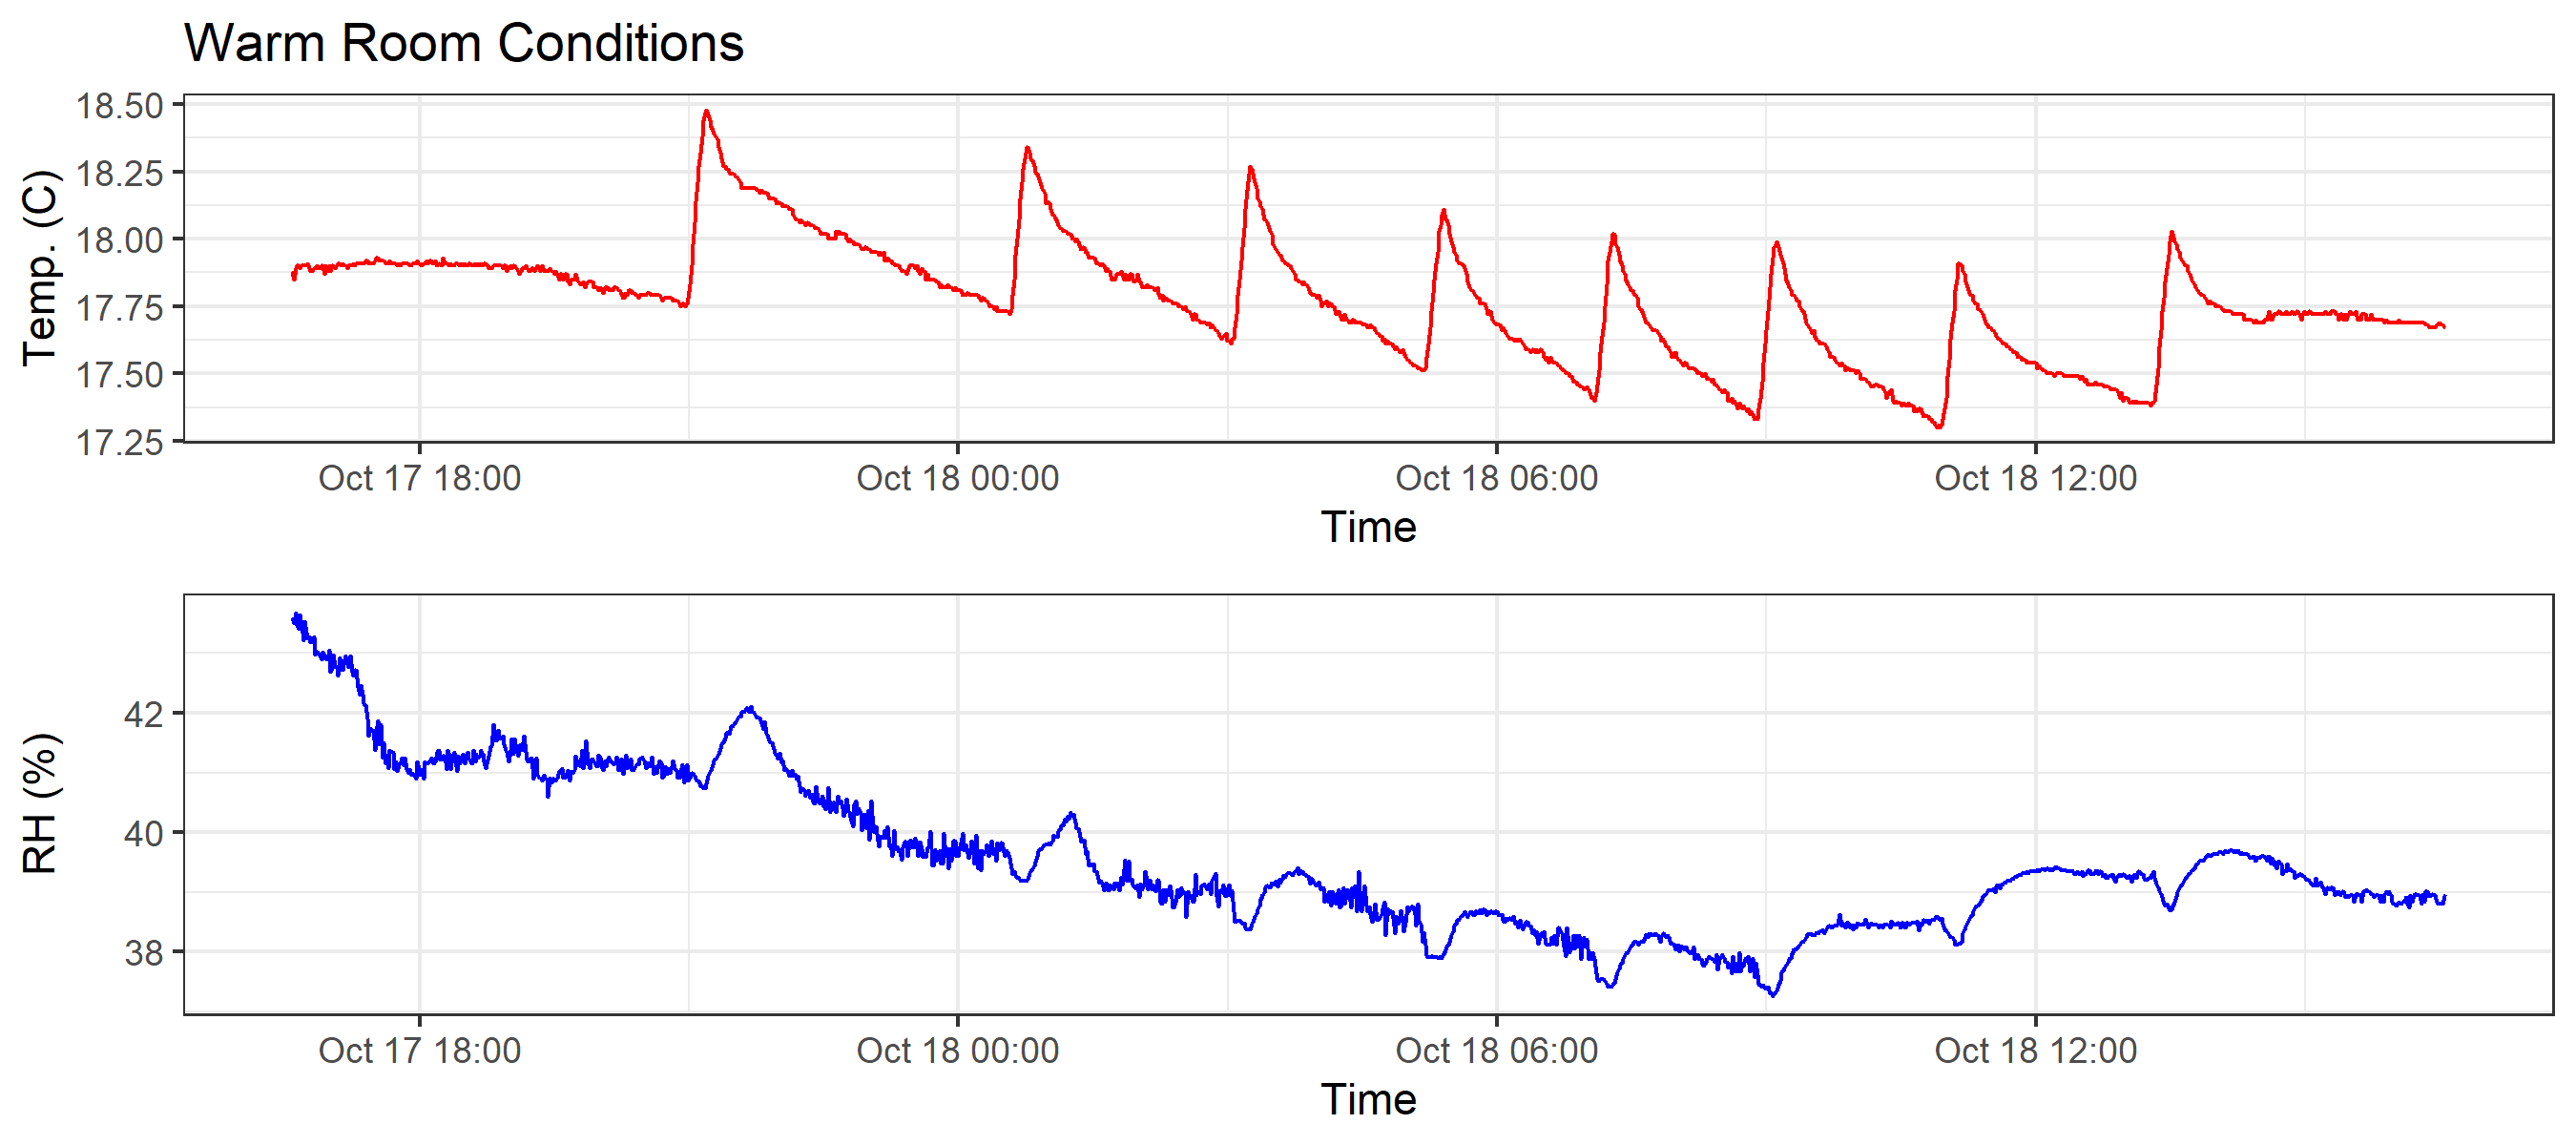 Warm Room Conditions
Temp. (C)
18.50
18.25
18.00
17.75
17.50
17.25
Oct 17 18:00 Oct 18 00:00 Oct 18 06:00 Oct 18 12:00
Time
RH (%)
42
40
38
Oct 17 18:00 Oct 18 00:00 Oct 18 06:00 Oct 18 12:00
Time